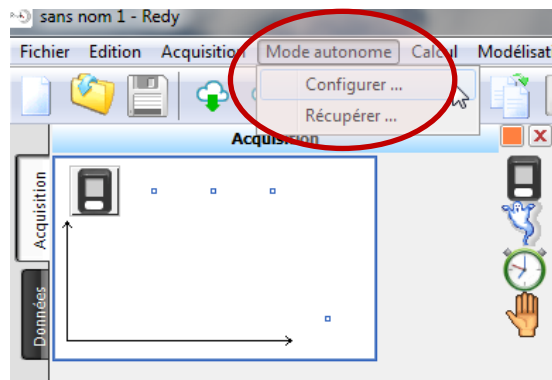 sans nom 1 - Redy
Fichier Edition Acquisition Mode autonome Calcul Modélisat
Configurer ...
Récupérer ...
Acquisition
Acquisition
Données